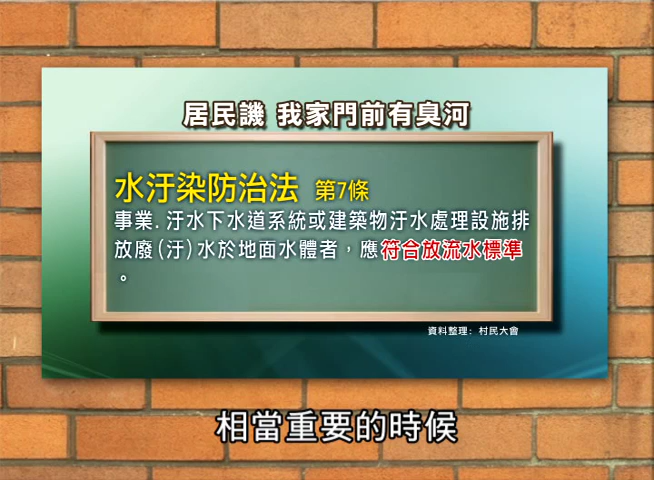 居民譏 我家門前有臭河
水汙染防治法 第7條
事業.汙水下水道系統或建築物汙水處理設施排
放廢(汙)水於地面水體者，應符合放流水標準
。
資料整理: 村民大會
相當重要的時候